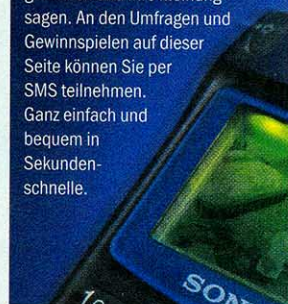 sagen. An den Umfragen und
Gewinnspielen auf dieser
Seite können Sie per
SMS teilnehmen.
Ganz einfach und
bequem in
Sekunden-
schnelle.
SON